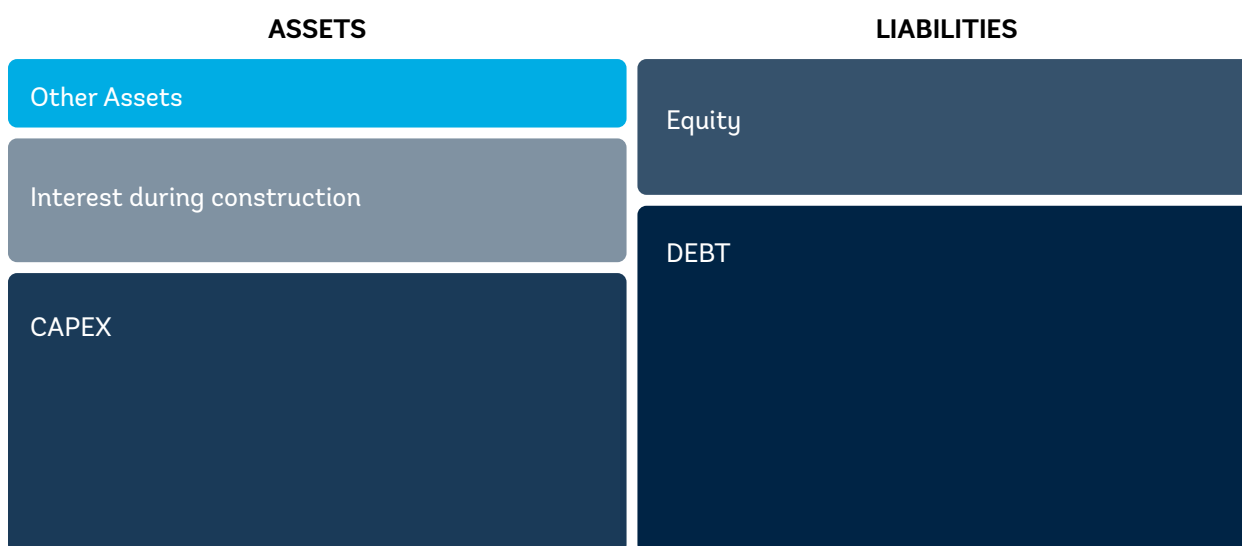 ASSETS
Other Assets
Interest during construction
CAPEX
LIABILITIES
Equity
DEBT